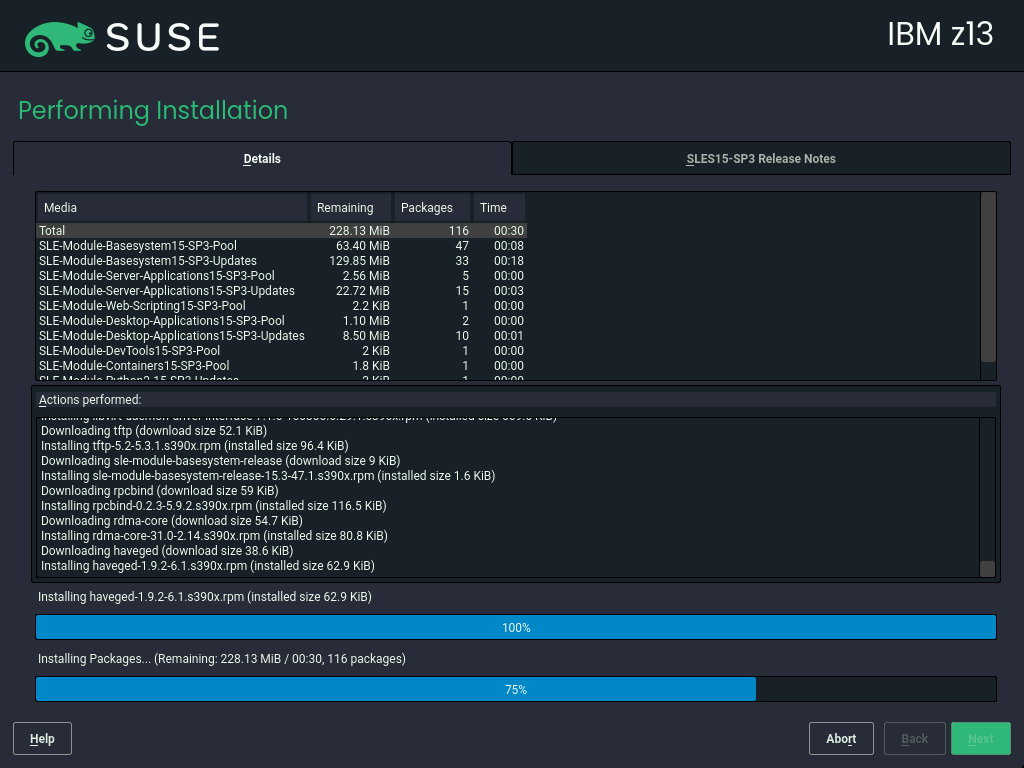 SUSE
IBM z13
Performing Installation
Details
SLES15-SP3 Release Notes
Media Remaining Packages Time
Total 228.13 MiB 116 00:30
SLE-Module-Basesystem15-SP3-Pool 63.40 MiB 47 00:08
SLE-Module-Basesystem15-SP3-Updates 129.85 MiB 33 00:18
SLE-Module-Server-Applications15-SP3-Pool 2.56 MiB 5 00:00
SLE-Module-Server-Applications15-SP3-Updates 22.72 MiB 15 00:03
SLE-Module-Web-Scripting15-SP3-Pool 2.2 KiB 1 00:00
SLE-Module-Desktop-Applications15-SP3-Pool 1.10 MiB 2 00:00
SLE-Module-Desktop-Applications15-SP3-Updates 8.50 MiB 10 00:01
SLE-Module-DevTools15-SP3-Pool 2 KiB 1 00:00
SLE-Module-Containers15-SP3-Pool 1.8 KiB 1 00:00
Actions performed:
Downloading tftp (download size 52.1 KiB)
Installing tftp-5.2-5.3.1.s390x.rpm (installed size 96.4 KiB)
Downloading sle-module-basesystem-release (download size 9 KiB)
Installing sle-module-basesystem-release-15.3-47.1.s390x.rpm (installed size 1.6 KiB)
Downloading rpcbind (download size 59 KiB)
Installing rpcbind-0.2.3-5.9.2.s390x.rpm (installed size 116.5 KiB)
Downloading rdma-core (download size 54.7 KiB)
Installing rdma-core-31.0-2.14.s390x.rpm (installed size 80.8 KiB)
Downloading haveged (download size 38.6 KiB)
Installing haveged-1.9.2-6.1.s390x.rpm (installed size 62.9 KiB)
Installing haveged-1.9.2-6.1.s390x.rpm (installed size 62.9 KiB)
100%
Installing Packages... (Remaining: 228.13 MiB / 00:30, 116 packages)
75%
Help
Abort
Back
Next